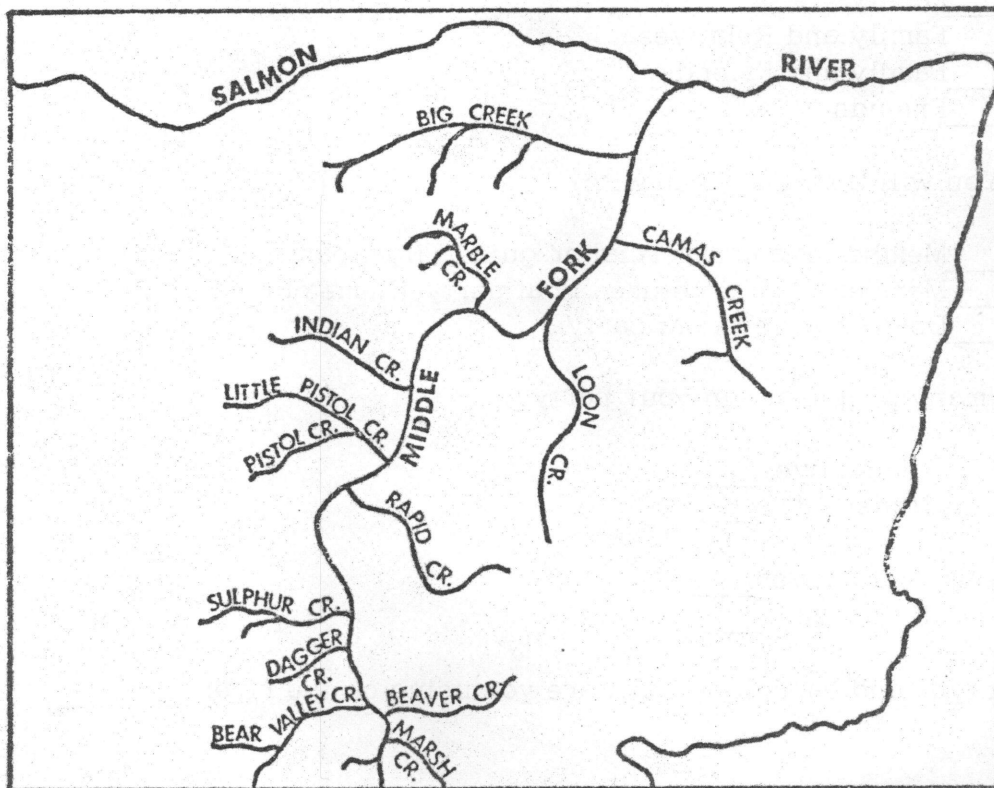 SALMON RIVER
BIG CREEK
MARBLE CR.
CAMAS CREEK
MIDDLE FORK
INDIAN CR.
LITTLE PISTOL CR.
PISTOL CR.
LOON CR.
RAPID CR.
SULPHUR CR.
DAGGER CR.
BEAR VALLEY CR.
BEAVER CR.
MARSH CR.